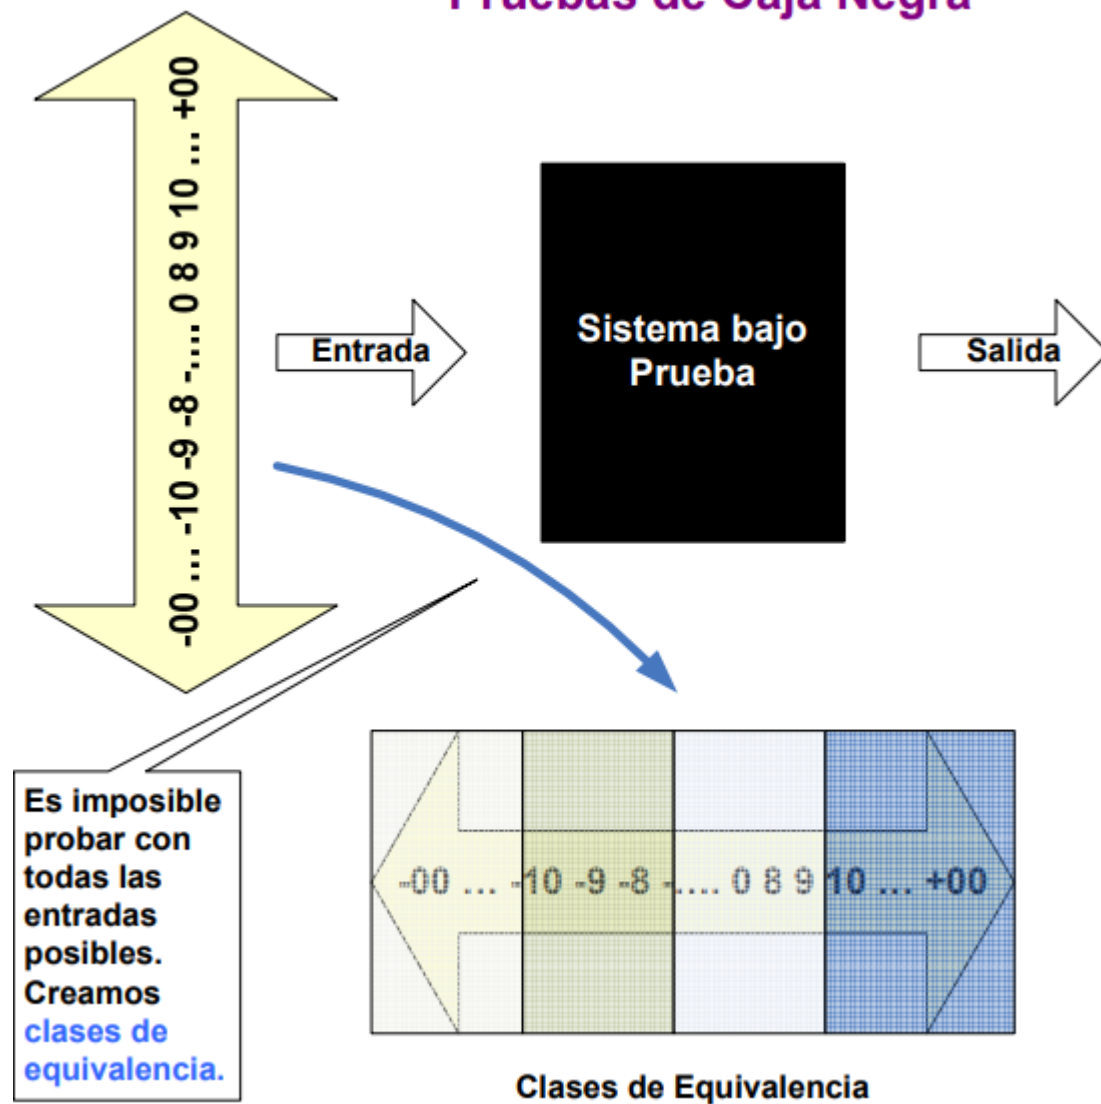 Pruebas de Caja Negra
-00 ... -10 -9 -8 -.... 0 8 9 10 ... +00
Entrada
Sistema bajo
Prueba
Salida
Es imposible
probar con
todas las
entradas
posibles.
Creamos
clases de
equivalencia.
-00 ... -10 -9 -8 -.... 0 8 9 10 ... +00
Clases de Equivalencia